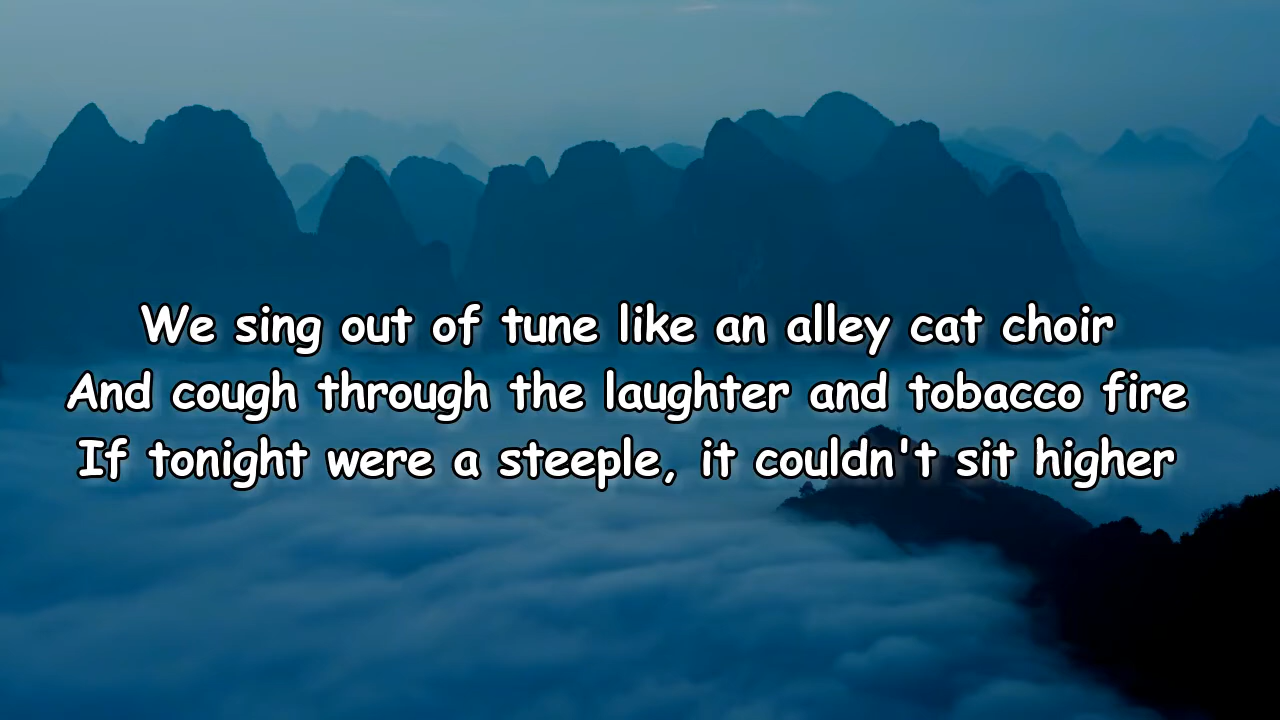 We sing out of tune like an alley cat choir
And cough through the laughter and tobacco fire
If tonight were a steeple, it couldn't sit higher